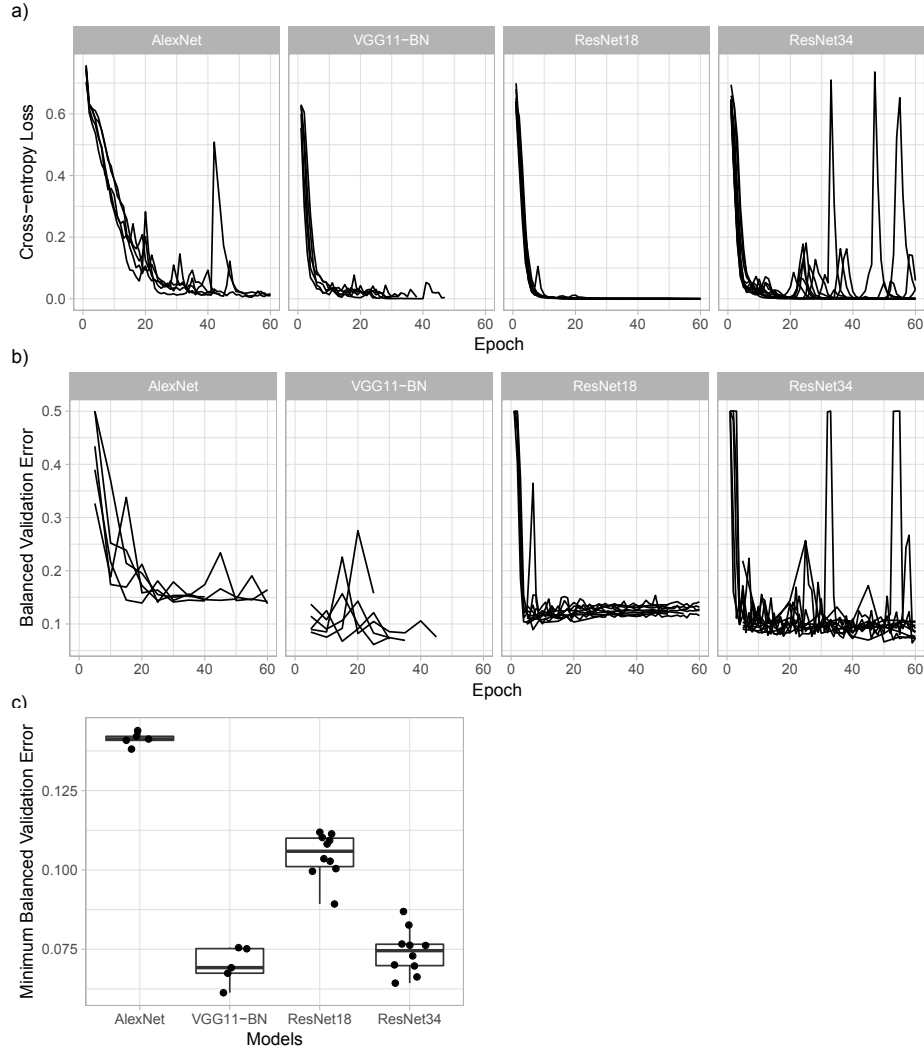 a)
AlexNet VGG11−BN ResNet18 ResNet34
Cross−entropy Loss
0.6
0.4
0.2
0.0
0 20 40 60 0 20 40 60 0 20 40 60 0 20 40 60
Epoch
b)
AlexNet VGG11−BN ResNet18 ResNet34
Balanced Validation Error
0.5
0.4
0.3
0.2
0.1
0 20 40 60 0 20 40 60 0 20 40 60 0 20 40 60
Epoch
c)
Minimum Balanced Validation Error
0.125
0.100
0.075
AlexNet VGG11−BN ResNet18 ResNet34
Models